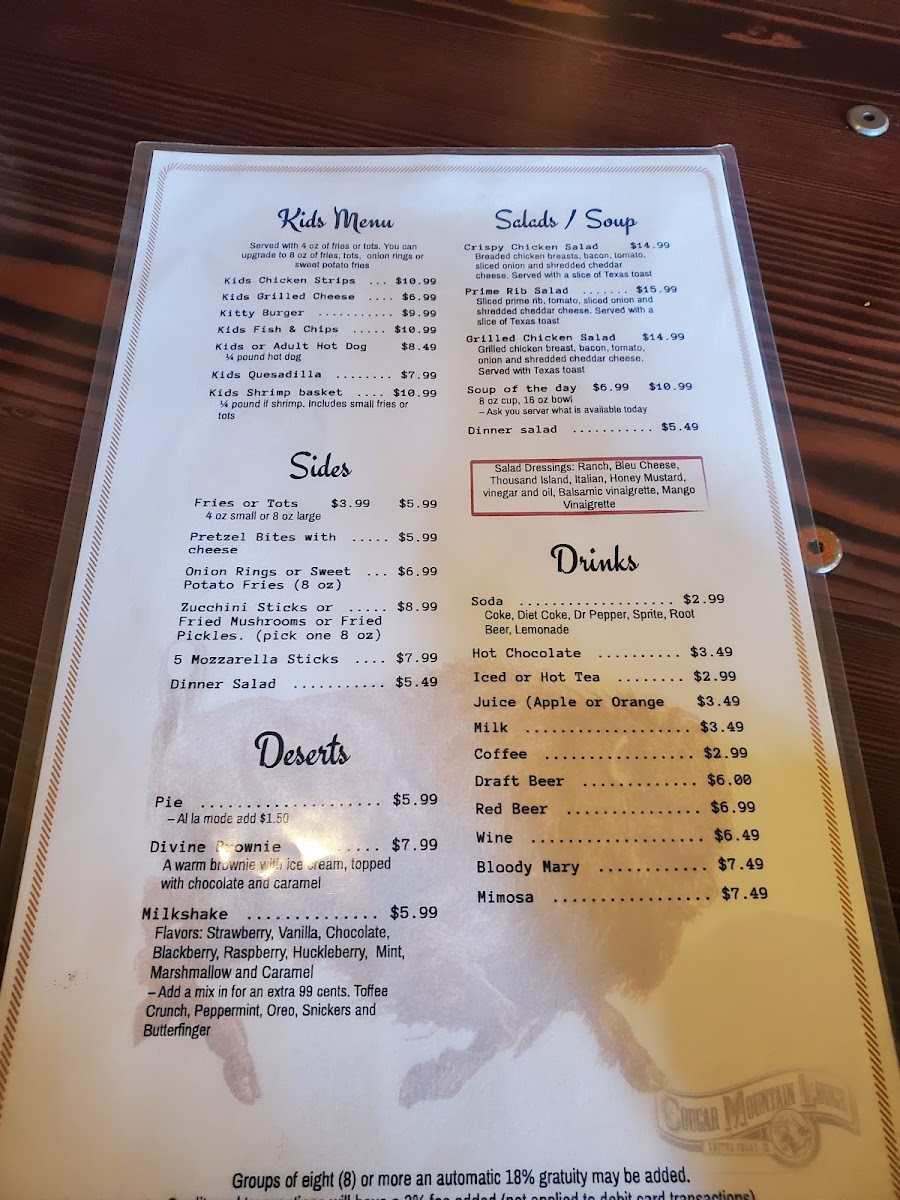 Kids Menu
Served with 4 oz of fries or tots. You can
upgrade to 8 oz of fries, tots, onion rings or
sweet potato fries
Kids Chicken Strips ... $10.99
Kids Grilled Cheese .... $6.99
Kitty Burger ........... $9.99
Kids Fish & Chips ..... $10.99
Kids or Adult Hot Dog $8.49
¼ pound hot dog
Kids Quesadilla ........ $7.99
Kids Shrimp basket .... $10.99
¼ pound if shrimp. Includes small fries or
tots
Sides
Fries or Tots $3.99 $5.99
4 oz small or 8 oz large
Pretzel Bites with ..... $5.99
cheese
Onion Rings or Sweet ... $6.99
Potato Fries (8 oz)
Zucchini Sticks or ..... $8.99
Fried Mushrooms or Fried
Pickles. (pick one 8 oz)
5 Mozzarella Sticks .... $7.99
Dinner Salad ........... $5.49
Deserts
Pie ..................... $5.99
– Al la mode add $1.50
Divine Brownie ..... $7.99
A warm brownie with ice cream, topped
with chocolate and caramel
Milkshake .............. $5.99
Flavors: Strawberry, Vanilla, Chocolate,
Blackberry, Raspberry, Huckleberry, Mint,
Marshmallow and Caramel
– Add a mix in for an extra 99 cents. Toffee
Crunch, Peppermint, Oreo, Snickers and
Butterfinger
Salads / Soup
Crispy Chicken Salad $14.99
Breaded chicken breasts, bacon, tomato,
sliced onion and shredded cheddar
cheese. Served with a slice of Texas toast
Prime Rib Salad ....... $15.99
Sliced prime rib, tomato, sliced onion and
shredded cheddar cheese. Served with a
slice of Texas toast
Grilled Chicken Salad $14.99
Grilled chicken breast, bacon, tomato,
onion and shredded cheddar cheese.
Served with Texas toast
Soup of the day $6.99 $10.99
8 oz cup, 16 oz bowl
– Ask you server what is available today
Dinner salad ........... $5.49
Salad Dressings: Ranch, Bleu Cheese,
Thousand Island, Italian, Honey Mustard,
vinegar and oil, Balsamic vinaigrette, Mango
Vinaigrette
Drinks
Soda ................... $2.99
Coke, Diet Coke, Dr Pepper, Sprite, Root
Beer, Lemonade
Hot Chocolate .......... $3.49
Iced or Hot Tea ........ $2.99
Juice (Apple or Orange $3.49
Milk ................... $3.49
Coffee ................. $2.99
Draft Beer ............. $6.00
Red Beer ............... $6.99
Wine ................... $6.49
Bloody Mary ............ $7.49
Mimosa ................. $7.49
Cougar Mountain Lodge
Groups of eight (8) or more an automatic 18% gratuity may be added.
fee added (not applied to debit card transactions)